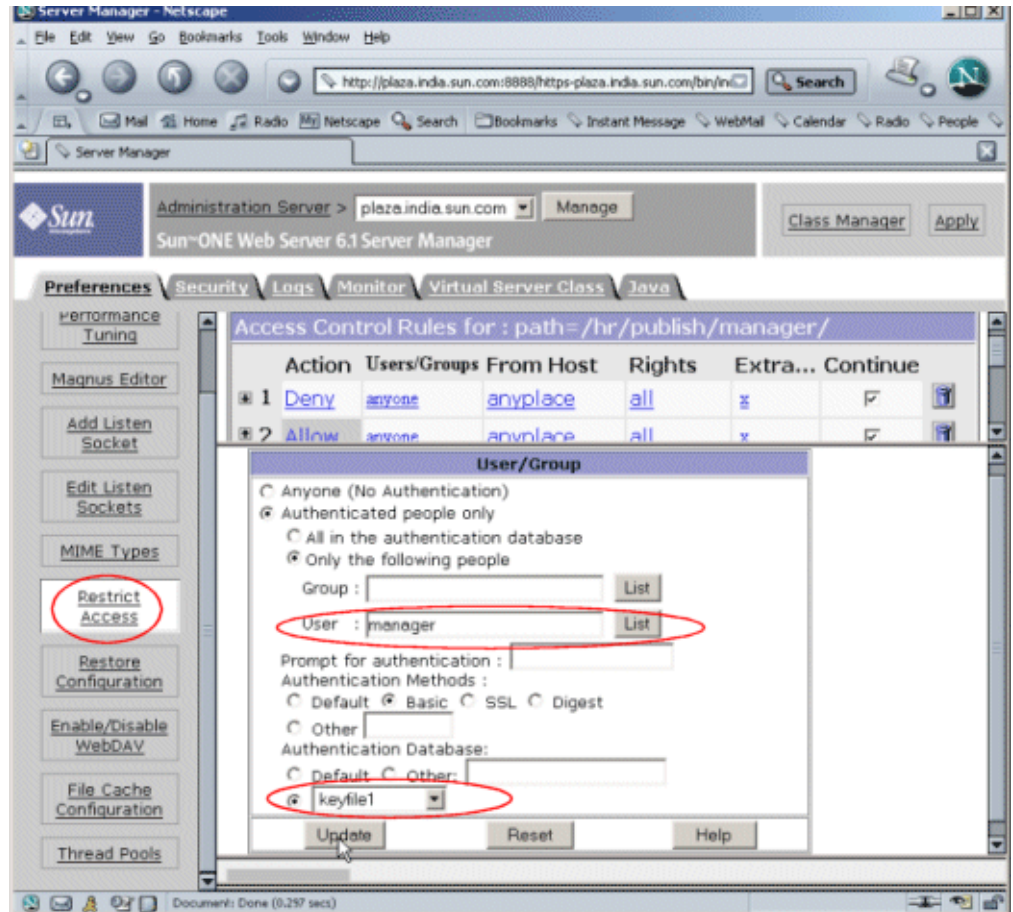 Server Manager - Netscape
File Edit View Go Bookmarks Tools Window Help
http://plaza.india.sun.com:8888/https-plaza.india.sun.com/bin/in
Search
N
Mail Home Radio My Netscape Search Bookmarks Instant Message WebMail Calendar Radio People
Server Manager
Sun
Administration Server > plaza.india.sun.com Manage
Class Manager Apply
Sun ONE Web Server 6.1 Server Manager
Preferences Security Logs Monitor Virtual Server Class Java
Performance
Tuning
Magnus Editor
Add Listen
Socket
Edit Listen
Sockets
MIME Types
Restrict
Access
Restore
Configuration
Enable/Disable
WebDAV
File Cache
Configuration
Thread Pools
Access Control Rules for : path=/hr/publish/manager/
Action Users/Groups From Host Rights Extra... Continue
1 Deny anyone anyplace all x
2 Allow anyone anyplace all x
User/Group
Anyone (No Authentication)
Authenticated people only
All in the authentication database
Only the following people
Group : List
User : manager List
Prompt for authentication :
Authentication Methods :
Default Basic SSL Digest
Other
Authentication Database:
Default Other:
keyfile1
Update Reset Help
Document: Done (0.297 secs)